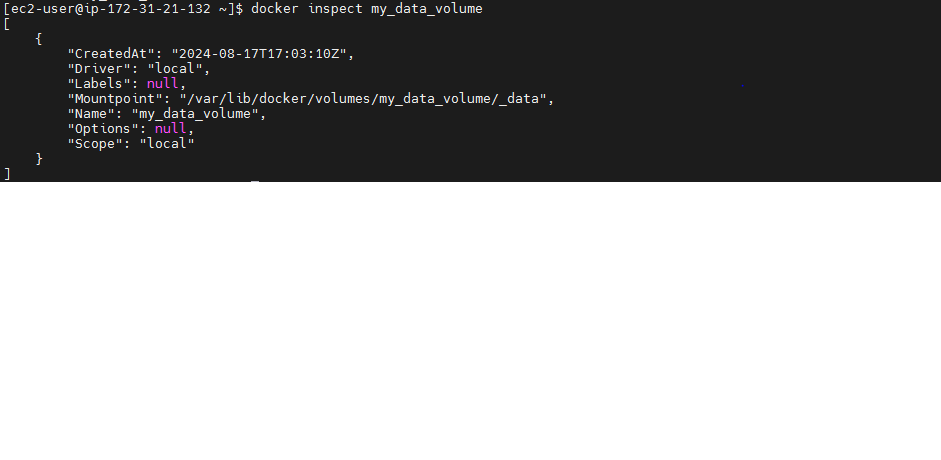 [ec2-user@ip-172-31-21-132 ~]$ docker inspect my_data_volume
[
    {
        "CreatedAt": "2024-08-17T17:03:10Z",
        "Driver": "local",
        "Labels": null,
        "Mountpoint": "/var/lib/docker/volumes/my_data_volume/_data",
        "Name": "my_data_volume",
        "Options": null,
        "Scope": "local"
    }
]